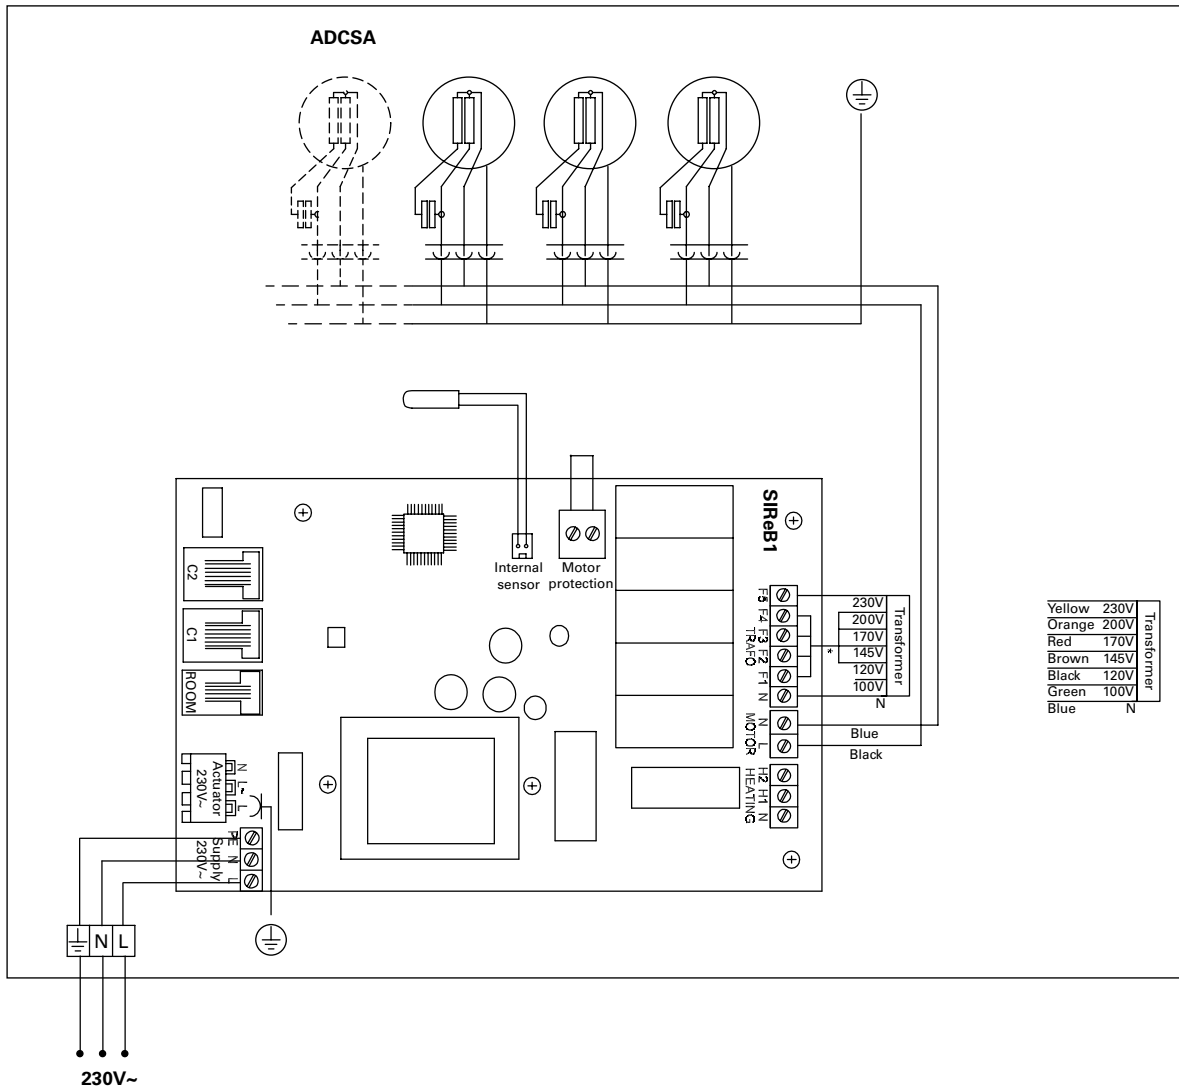 ADCSA
SIReB1
Internal
sensor
Motor
protection
C2
C1
ROOM
F5
F4
F3
F2
F1
N
TRAFO
230V
200V
170V
145V
120V
100V
N
*
Transformer
Yellow 230V
Orange 200V
Red 170V
Brown 145V
Black 120V
Green 100V
Blue N
Transformer
N
L
MOTOR
Blue
Black
H2
H1
N
HEATING
Actuator
230V~
N
L
PE
N
L
Supply
230V~
N L
230V~